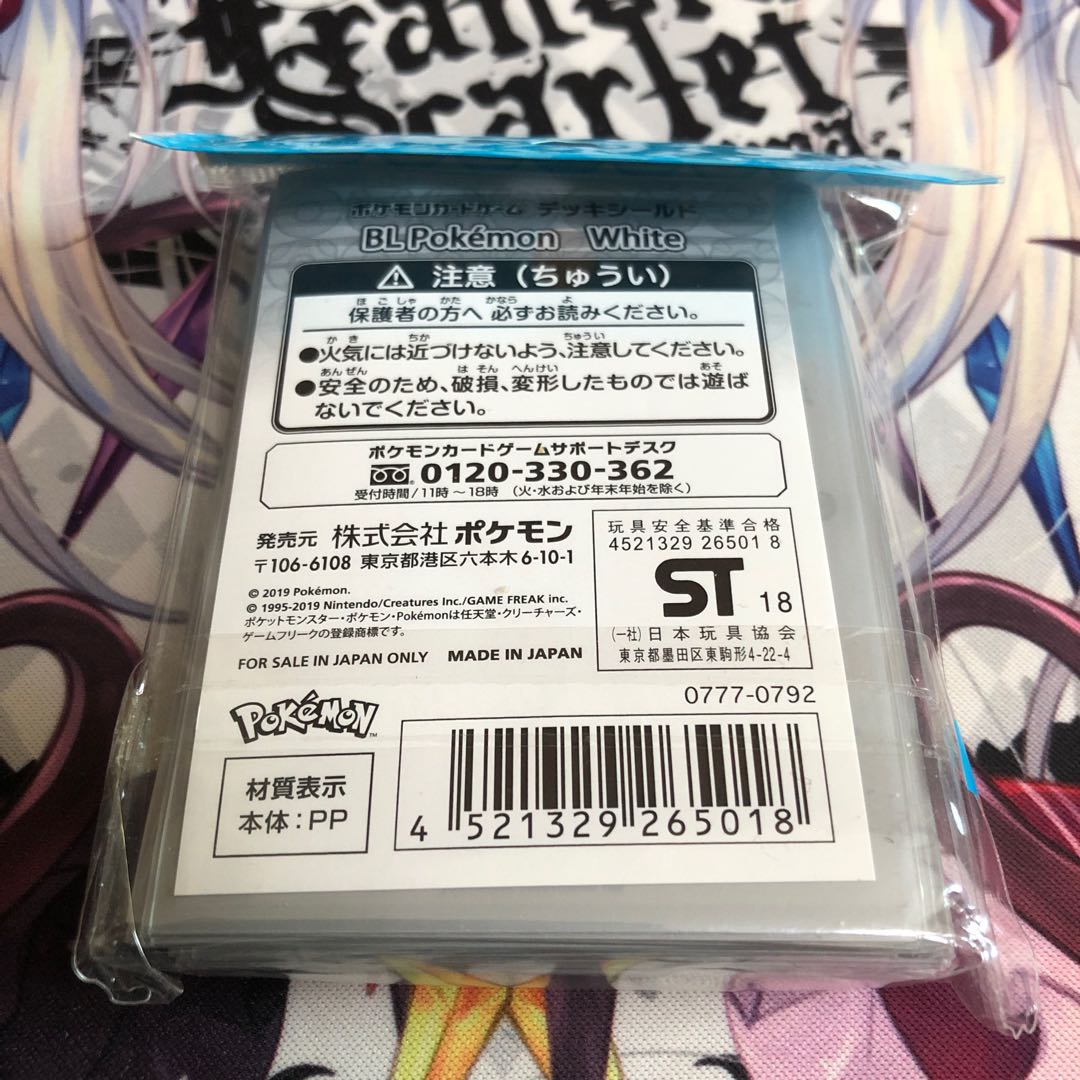 Scarlet
ポケモンカードゲーム デッキシールド
BL Pokémon White
⚠ 注意（ちゅうい）
ほごしゃ かた かなら よ
保護者の方へ 必ずお読みください。
かき ちか ちゅうい
●火気には近づけないよう、注意してください。
あんぜん はそん へんけい あそ
●安全のため、破損、変形したものでは遊ば
ないでください。
ポケモンカードゲームサポートデスク
0120-330-362
受付時間/11時～18時 （火・水および年末年始を除く）
発売元 株式会社 ポケモン
〒106-6108 東京都港区六本木6-10-1
© 2019 Pokémon.
© 1995-2019 Nintendo/Creatures Inc./GAME FREAK inc.
ポケットモンスター・ポケモン・Pokémonは任天堂・クリーチャーズ・
ゲームフリークの登録商標です。
FOR SALE IN JAPAN ONLY MADE IN JAPAN
玩具安全基準合格
4521329 26501 8
ST 18
(一社)日本玩具協会
東京都墨田区東駒形4-22-4
0777-0792
POKéMON™
材質表示
本体：PP
4 521329 265018